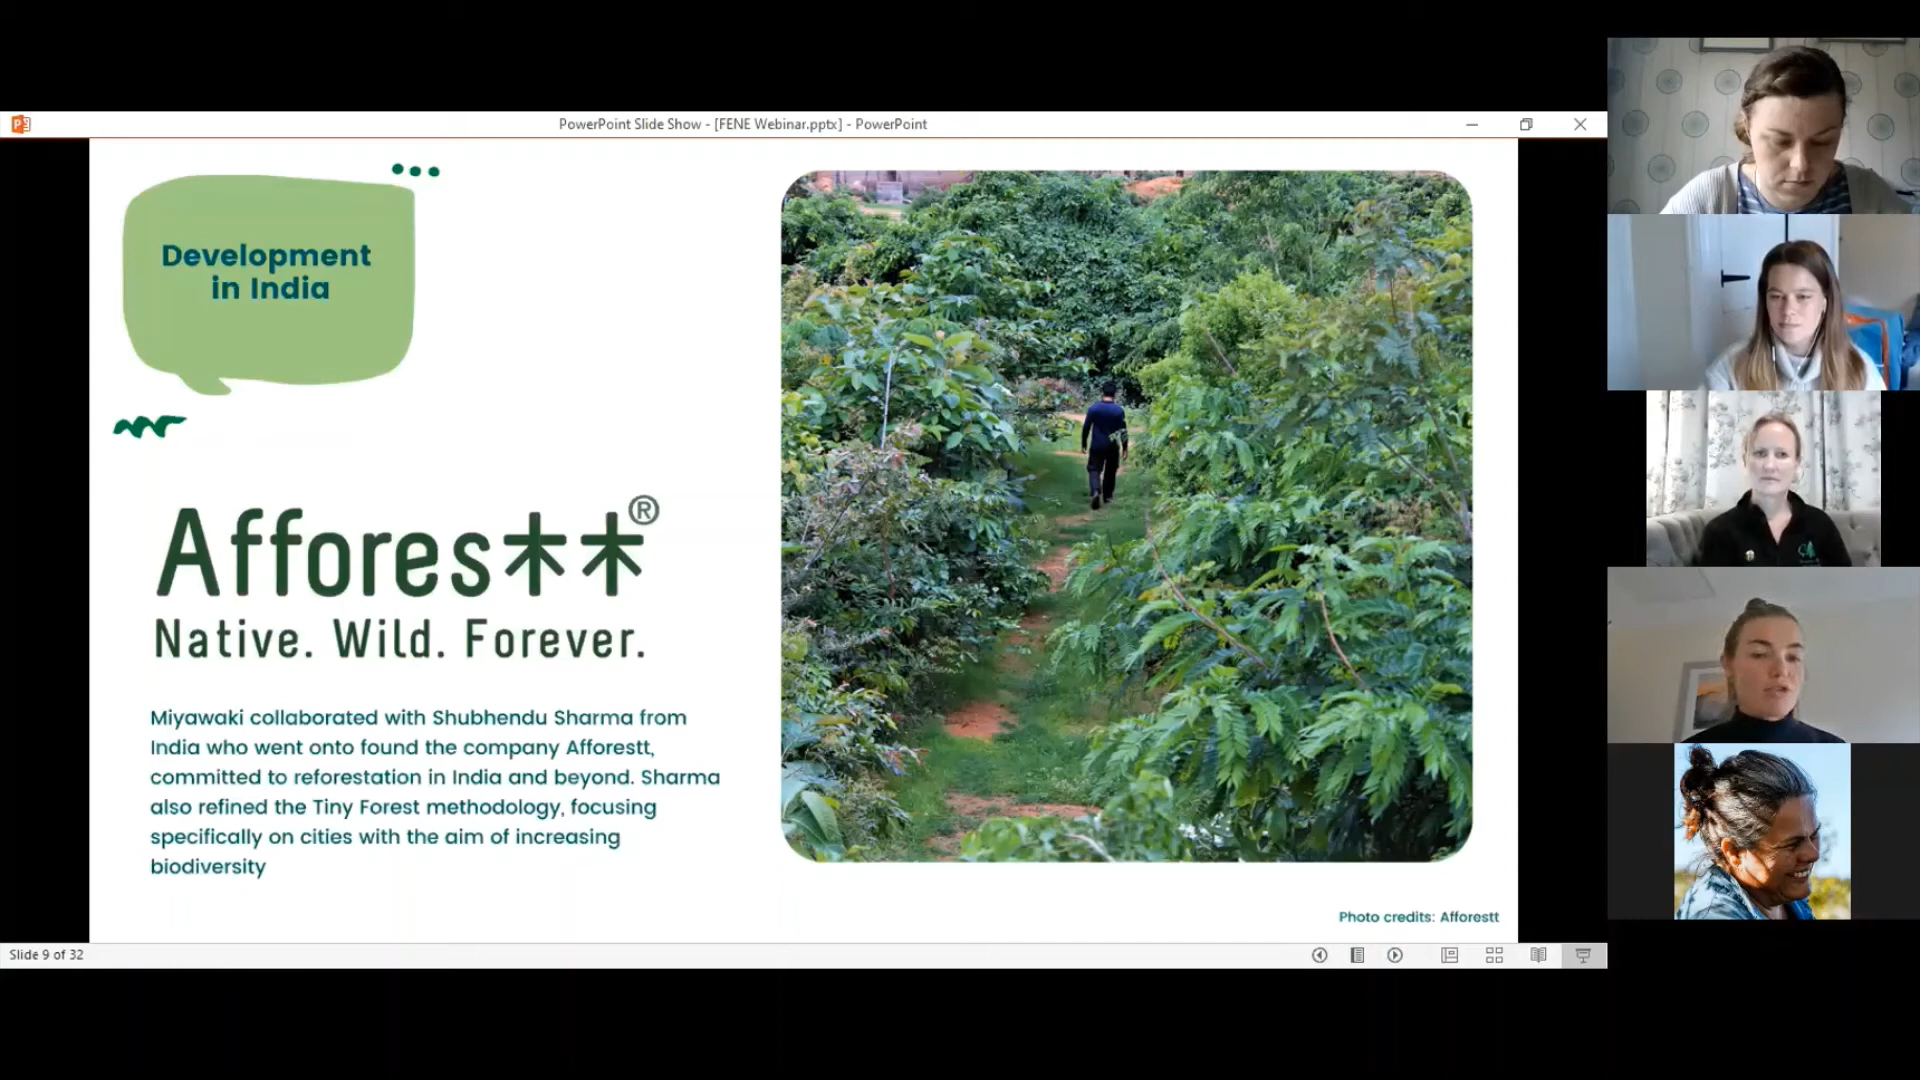 PowerPoint Slide Show - [FENE Webinar.pptx] - PowerPoint
Development
in India
Affores木木®
Native. Wild. Forever.
Miyawaki collaborated with Shubhendu Sharma from
India who went onto found the company Afforestt,
committed to reforestation in India and beyond. Sharma
also refined the Tiny Forest methodology, focusing
specifically on cities with the aim of increasing
biodiversity
Photo credits: Afforestt
Slide 9 of 32